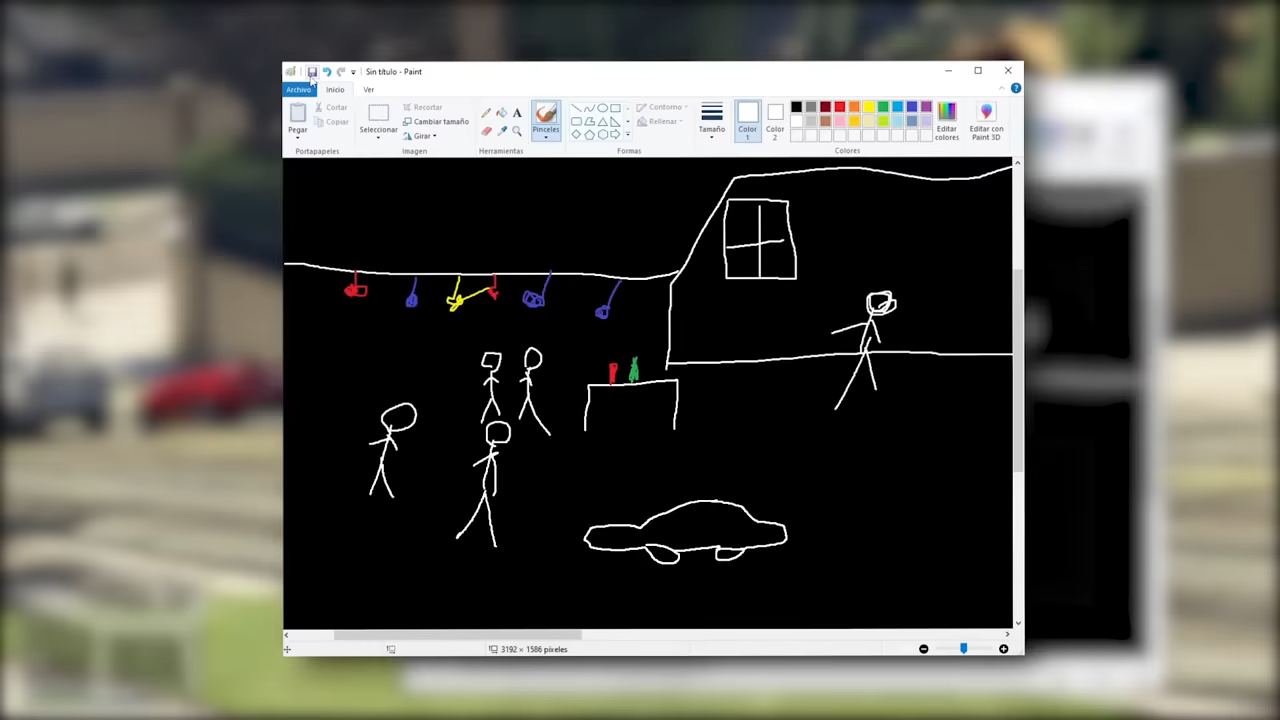 Sin título - Paint
Archivo Inicio Ver
Pegar
Cortar
Copiar
Portapapeles
Seleccionar
Recortar
Cambiar tamaño
Girar
Imagen
A
Herramientas
Pinceles
Contorno
Rellenar
Formas
Tamaño
Color 1
Color 2
Editar colores
Colores
Editar con Paint 3D
3192 × 1586 píxeles